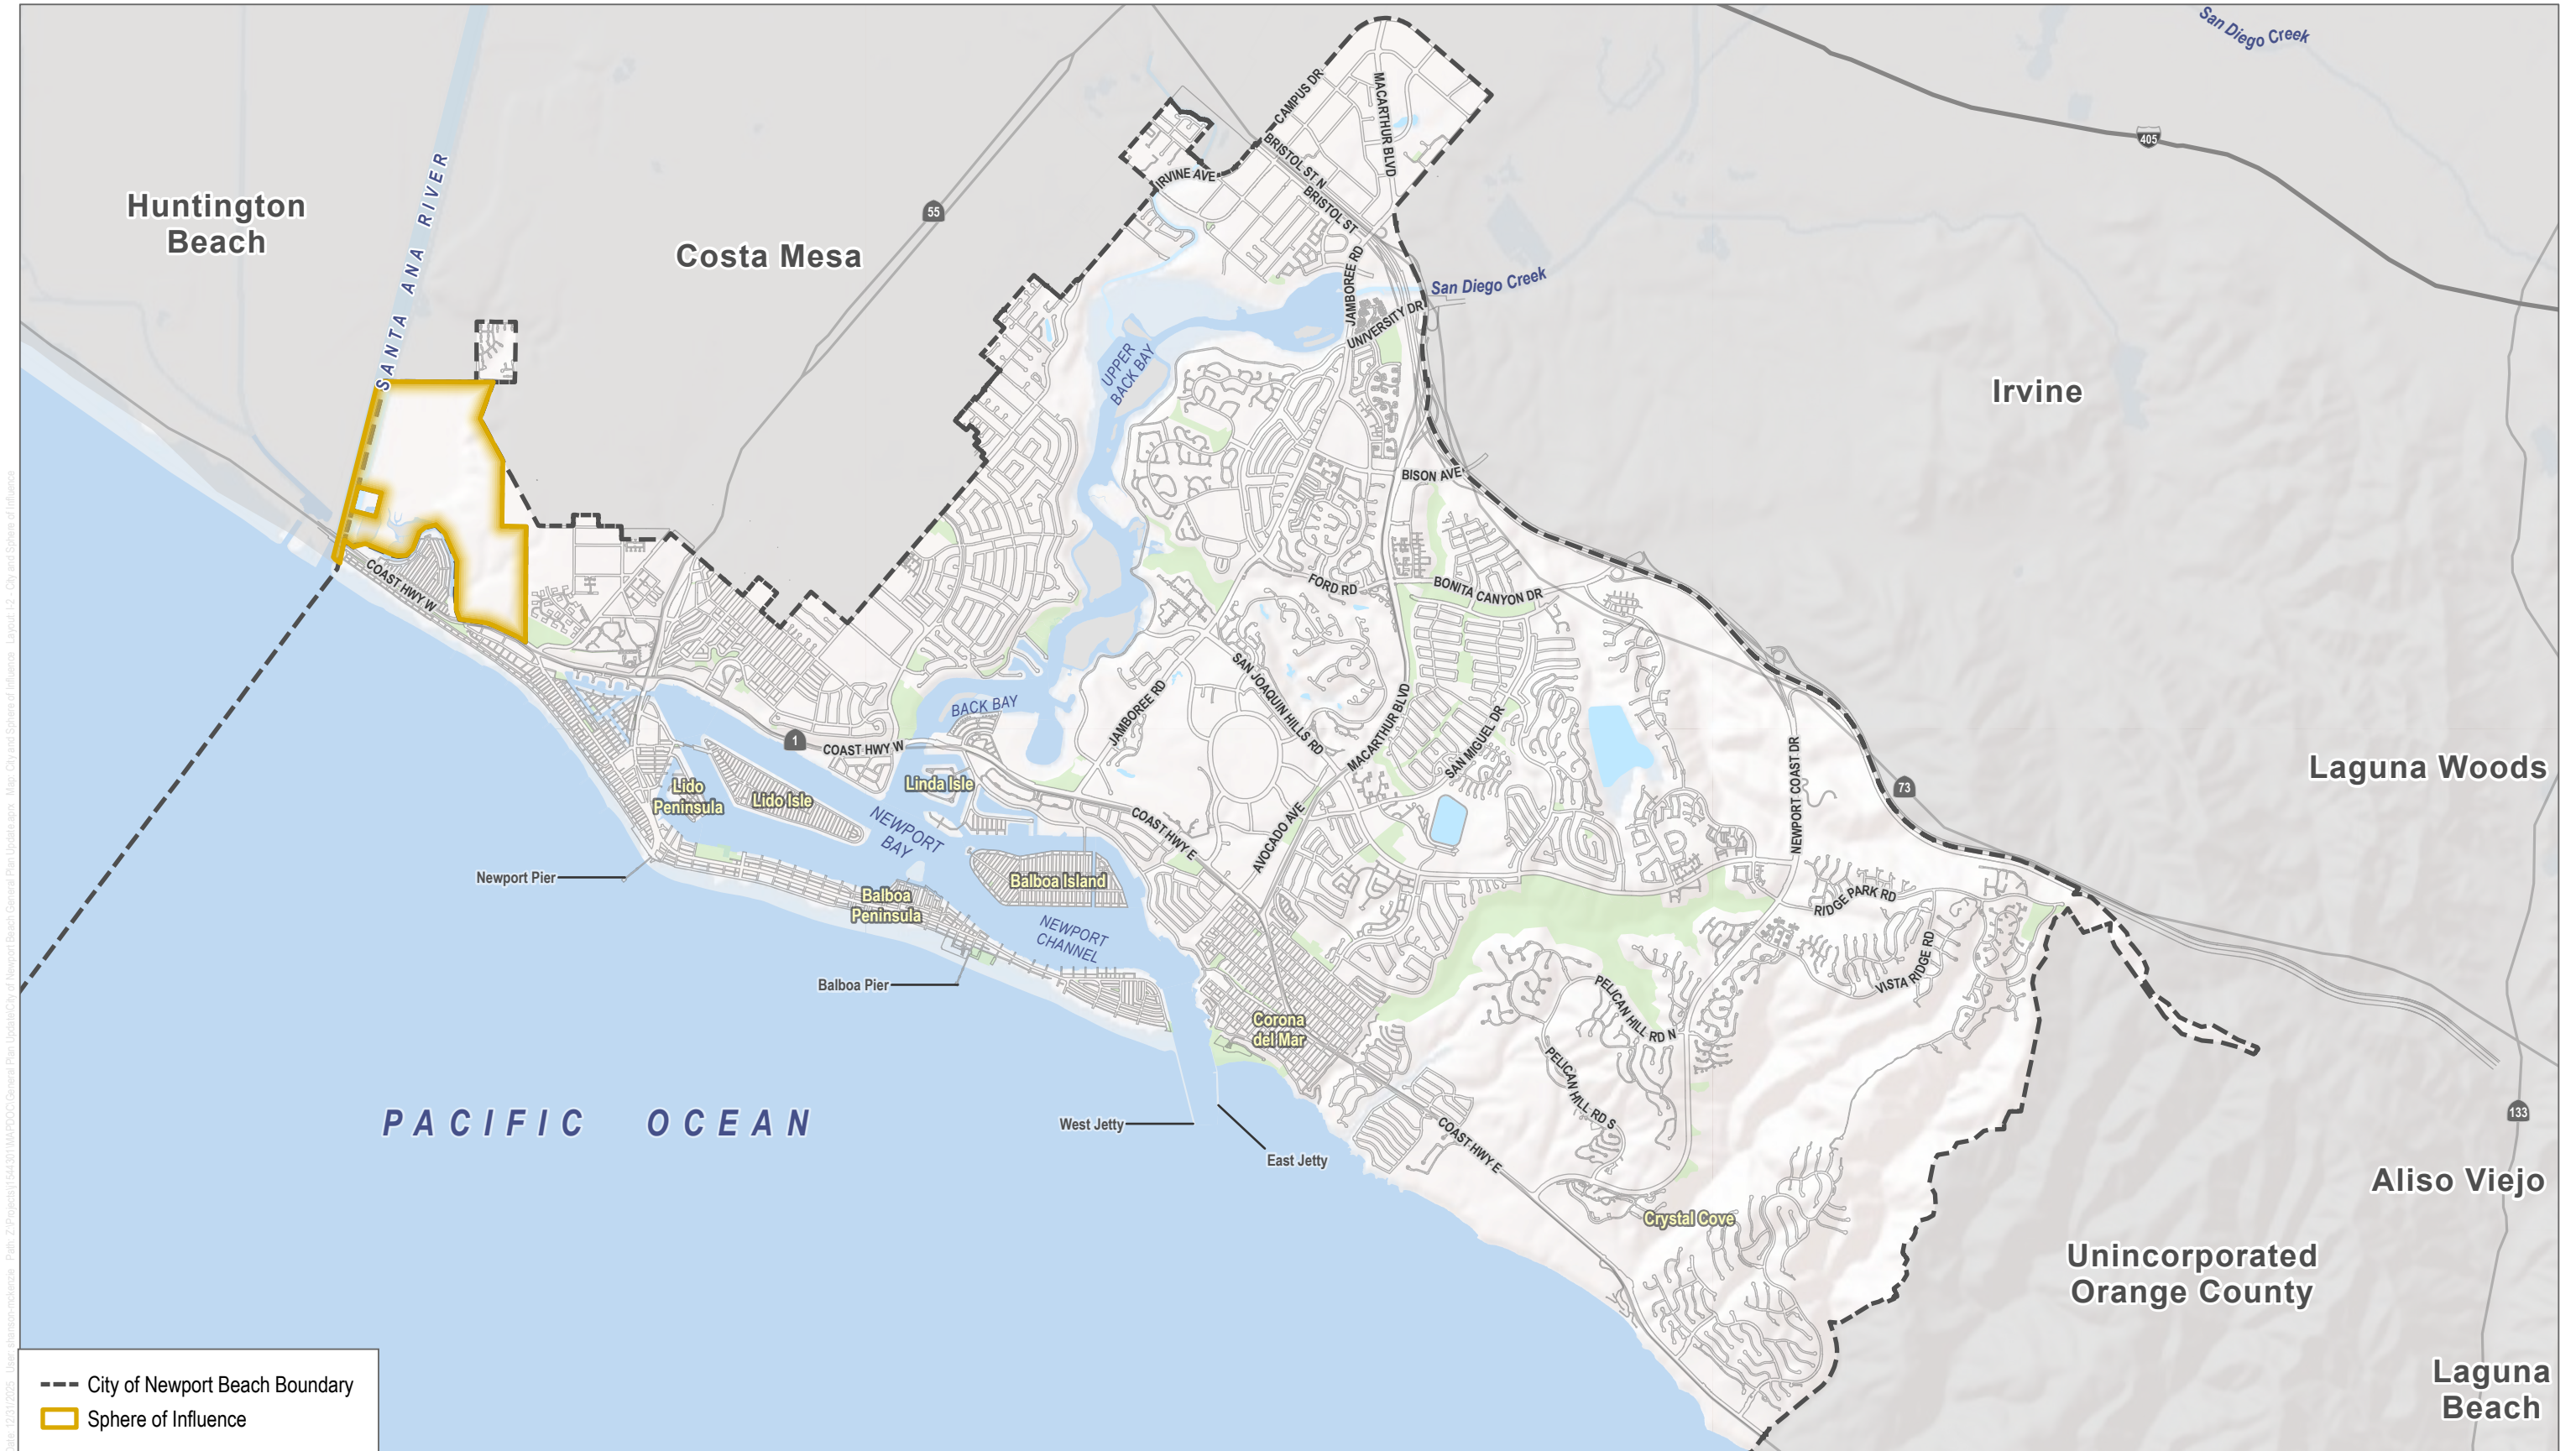 San Diego Creek
CAMPUS DR
MACARTHUR BLVD
405
BRISTOL ST N
IRVINE AVE
BRISTOL ST
Huntington
Beach
SANTA ANA RIVER
55
Costa Mesa
JAMBOREE RD
San Diego Creek
UNIVERSITY DR
UPPER
BACK BAY
Irvine
BISON AVE
COAST HWY W
FORD RD
BONITA CANYON DR
SAN JOAQUIN HILLS RD
JAMBOREE RD
MACARTHUR BLVD
SAN MIGUEL DR
BACK BAY
1
COAST HWY W
NEWPORT COAST DR
Laguna Woods
73
Lido
Peninsula
Lido Isle
Linda Isle
NEWPORT
BAY
COAST HWY E
AVOCADO AVE
Newport Pier
Balboa Island
Balboa
Peninsula
RIDGE PARK RD
NEWPORT
CHANNEL
VISTA RIDGE RD
Balboa Pier
PELICAN HILL RD N
Corona
del Mar
PELICAN HILL RD S
PACIFIC OCEAN
West Jetty
East Jetty
COAST HWY E
133
Aliso Viejo
Crystal Cove
Unincorporated
Orange County
Laguna
Beach
City of Newport Beach Boundary
Sphere of Influence
Date: 12/31/2025